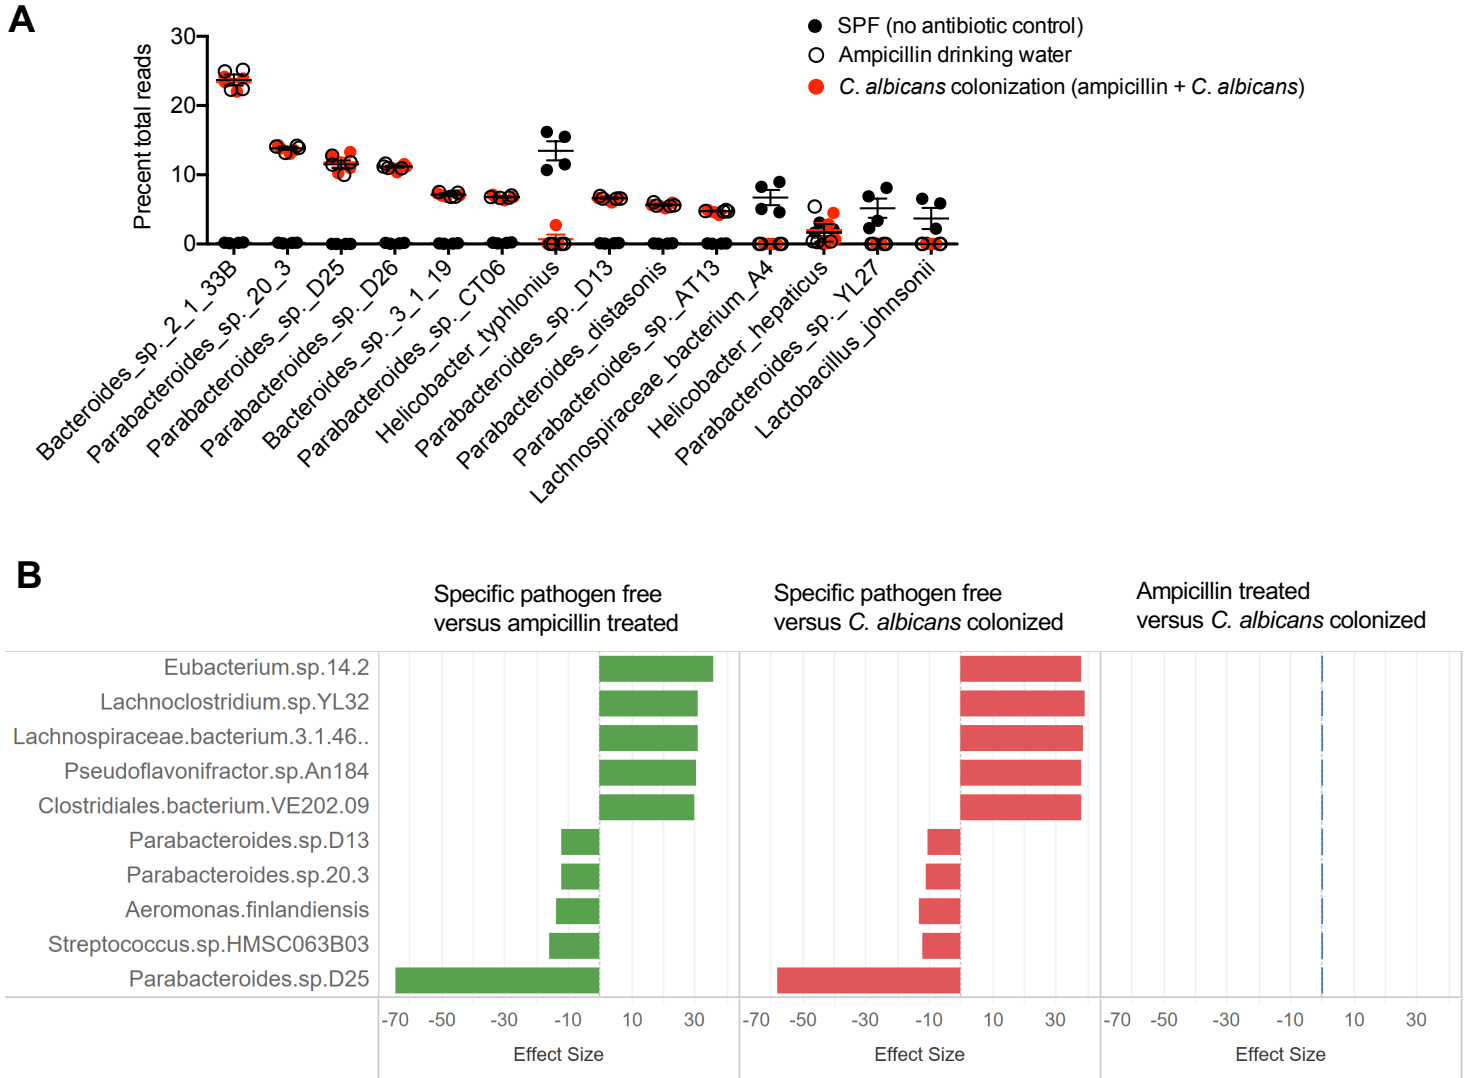 A
SPF (no antibiotic control)
Ampicillin drinking water
C. albicans colonization (ampicillin + C. albicans)
Precent total reads
30
20
10
0
Bacteroides_sp._2_1_33B
Parabacteroides_sp._20_3
Parabacteroides_sp._D25
Parabacteroides_sp._D26
Bacteroides_sp._3_1_19
Parabacteroides_sp._CT06
Helicobacter_typhlonius
Parabacteroides_sp._D13
Parabacteroides_distasonis
Parabacteroides_sp._AT13
Lachnospiraceae_bacterium_A4
Helicobacter_hepaticus
Parabacteroides_sp._YL27
Lactobacillus_johnsonii
B
Specific pathogen free
versus ampicillin treated
Specific pathogen free
versus C. albicans colonized
Ampicillin treated
versus C. albicans colonized
Eubacterium.sp.14.2
Lachnoclostridium.sp.YL32
Lachnospiraceae.bacterium.3.1.46..
Pseudoflavonifractor.sp.An184
Clostridiales.bacterium.VE202.09
Parabacteroides.sp.D13
Parabacteroides.sp.20.3
Aeromonas.finlandiensis
Streptococcus.sp.HMSC063B03
Parabacteroides.sp.D25
-70 -50 -30 -10 10 30
-70 -50 -30 -10 10 30
-70 -50 -30 -10 10 30
Effect Size
Effect Size
Effect Size